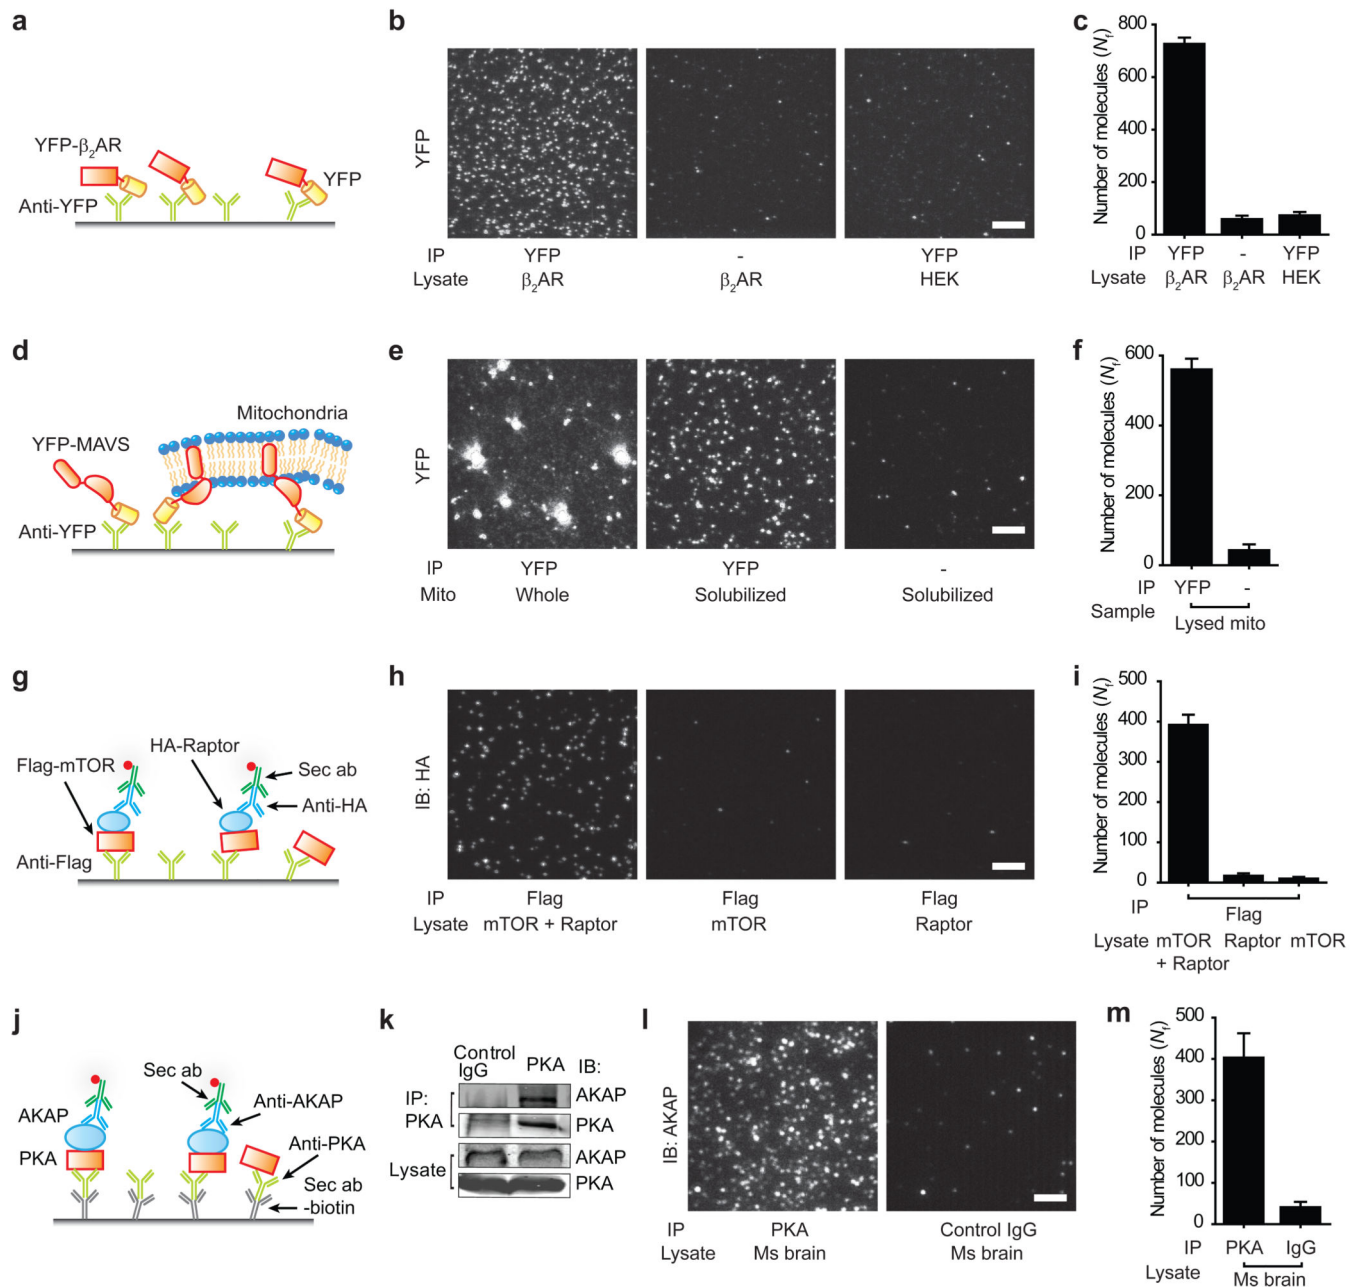 a
YFP-β₂AR
YFP
Anti-YFP
b
YFP
IP YFP - YFP
Lysate β₂AR β₂AR HEK
c
Number of molecules (Nf)
800
600
400
200
0
IP YFP - YFP
Lysate β₂AR β₂AR HEK
d
Mitochondria
YFP-MAVS
Anti-YFP
e
YFP
IP YFP YFP -
Mito Whole Solubilized Solubilized
f
Number of molecules (Nf)
600
400
200
0
IP YFP -
Sample
Lysed mito
g
HA-Raptor
Flag-mTOR
Sec ab
Anti-HA
Anti-Flag
h
IB: HA
IP Flag Flag Flag
Lysate mTOR + Raptor mTOR Raptor
i
Number of molecules (Nf)
500
400
300
200
100
0
IP
Flag
Lysate mTOR Raptor mTOR
+ Raptor
j
Sec ab
AKAP
Anti-AKAP
Anti-PKA
PKA
Sec ab
-biotin
k
Control
IgG PKA IB:
IP: AKAP
PKA PKA
Lysate AKAP
PKA
l
IB: AKAP
IP PKA Control IgG
Lysate Ms brain Ms brain
m
Number of molecules (Nf)
500
400
300
200
100
0
IP PKA IgG
Lysate Ms brain